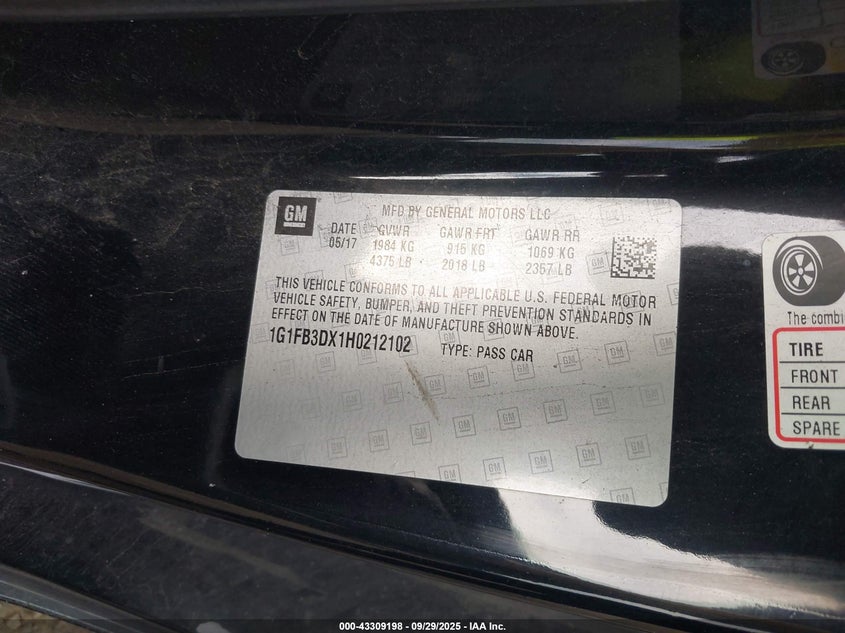 GM
MFD BY GENERAL MOTORS LLC
DATE GVWR GAWR FRT GAWR RR
05/17 1984 KG 915 KG 1069 KG
4375 LB 2018 LB 2357 LB
THIS VEHICLE CONFORMS TO ALL APPLICABLE U.S. FEDERAL MOTOR
VEHICLE SAFETY, BUMPER, AND THEFT PREVENTION STANDARDS IN
EFFECT ON THE DATE OF MANUFACTURE SHOWN ABOVE.
1G1FB3DX1H0212102 TYPE: PASS CAR
The combi
TIRE
FRONT
REAR
SPARE
000-43309198 - 09/29/2025 - IAA Inc.